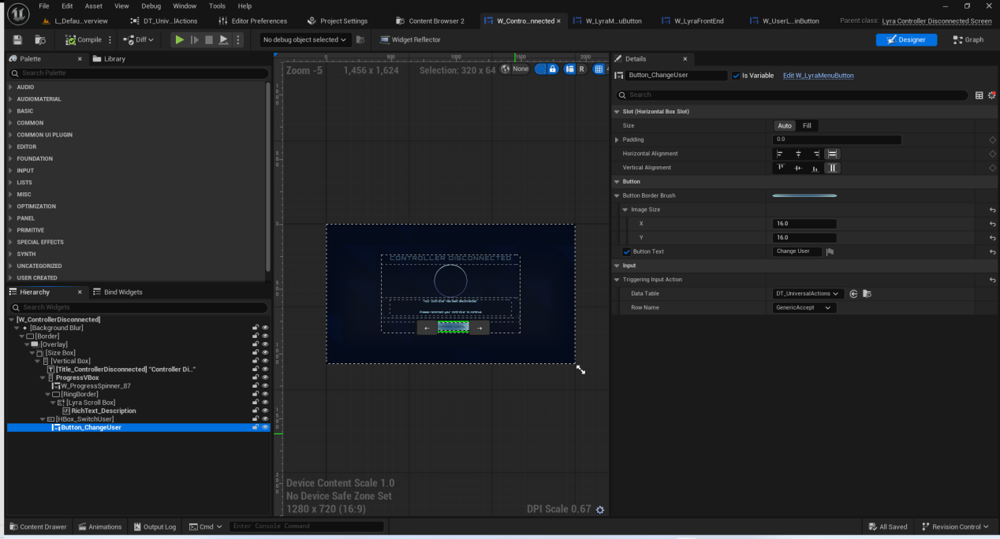 File Edit Asset View Debug Window Tools Help
L_Defau...verview DT_Univ...lActions Editor Preferences Project Settings Content Browser 2 W_Contro...nnected × W_LyraM...uButton W_LyraFrontEnd W_UserL...inButton Parent class: Lyra Controller Disconnected Screen
Compile Diff No debug object selected Widget Reflector Designer Graph
Palette × Library
Search Palette
AUDIO
AUDIOMATERIAL
BASIC
COMMON
COMMON UI PLUGIN
EDITOR
FOUNDATION
INPUT
LISTS
MISC
OPTIMIZATION
PANEL
PRIMITIVE
SPECIAL EFFECTS
SYNTH
UNCATEGORIZED
USER CREATED
Hierarchy × Bind Widgets
Search Widgets
[W_ControllerDisconnected]
[Background Blur]
[Border]
[Overlay]
[Size Box]
[Vertical Box]
[Title_ControllerDisconnected] "Controller Di.."
ProgressVBox
W_ProgressSpinner_87
[RingBorder]
[Lyra Scroll Box]
RichText_Description
[HBox_SwitchUser]
Button_ChangeUser
0 500 1000 1500 2000
Zoom -5 1,456 x 1,624 Selection: 320 x 64 None R 4
CONTROLLER DISCONNECTED
Your controller has been disconnected.
Please reconnect your controller to continue.
Device Content Scale 1.0
No Device Safe Zone Set
1280 x 720 (16:9) DPI Scale 0.67
Details ×
Button_ChangeUser Is Variable Edit W_LyraMenuButton
Search
Slot (Horizontal Box Slot)
Size Auto Fill
Padding 0.0
Horizontal Alignment
Vertical Alignment
Button
Button Border Brush
Image Size
X 16.0
Y 16.0
Button Text Change User
Input
Triggering Input Action
Data Table DT_UniversalActions
Row Name GenericAccept
Content Drawer Animations Output Log Cmd Enter Console Command All Saved Revision Control